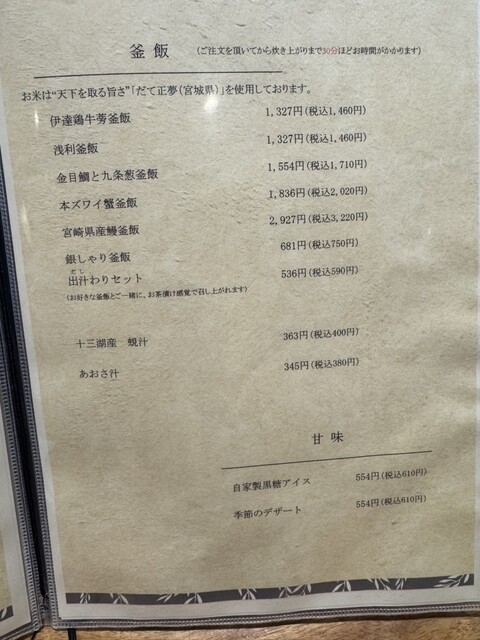 釜飯 (ご注文を頂いてから炊き上がりまで30分ほどお時間がかかります)
お米は“天下を取る旨さ”「だて正夢(宮城県)」を使用しております。
伊達鶏牛蒡釜飯 1,327円(税込1,460円)
浅利釜飯 1,327円(税込1,460円)
金目鯛と九条葱釜飯 1,554円(税込1,710円)
本ズワイ蟹釜飯 1,836円(税込2,020円)
宮崎県産鰻釜飯 2,927円(税込3,220円)
銀しゃり釜飯 681円(税込750円)
だし
出汁わりセット 536円(税込590円)
(お好きな釜飯とご一緒に、お茶漬け感覚で召し上がれます)
十三湖産 蜆汁 363円(税込400円)
あおさ汁 345円(税込380円)
甘味
自家製黒糖アイス 554円(税込610円)
季節のデザート 554円(税込610円)